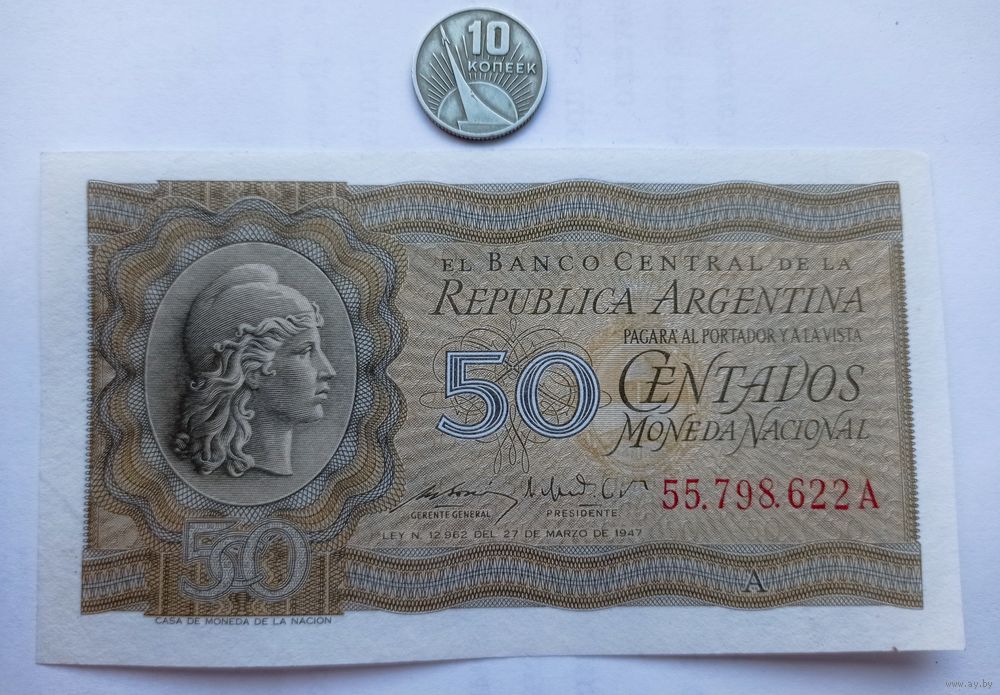 10
КОПЕЕК
EL BANCO CENTRAL DE LA
REPUBLICA ARGENTINA
PAGARA' AL PORTADOR Y A LA VISTA
50 CENTAVOS
MONEDA NACIONAL
55.798.622A
GERENTE GENERAL PRESIDENTE
LEY N. 12.962 DEL 27 DE MARZO DE 1947
50
A
CASA DE MONEDA DE LA NACION
www.ay.by